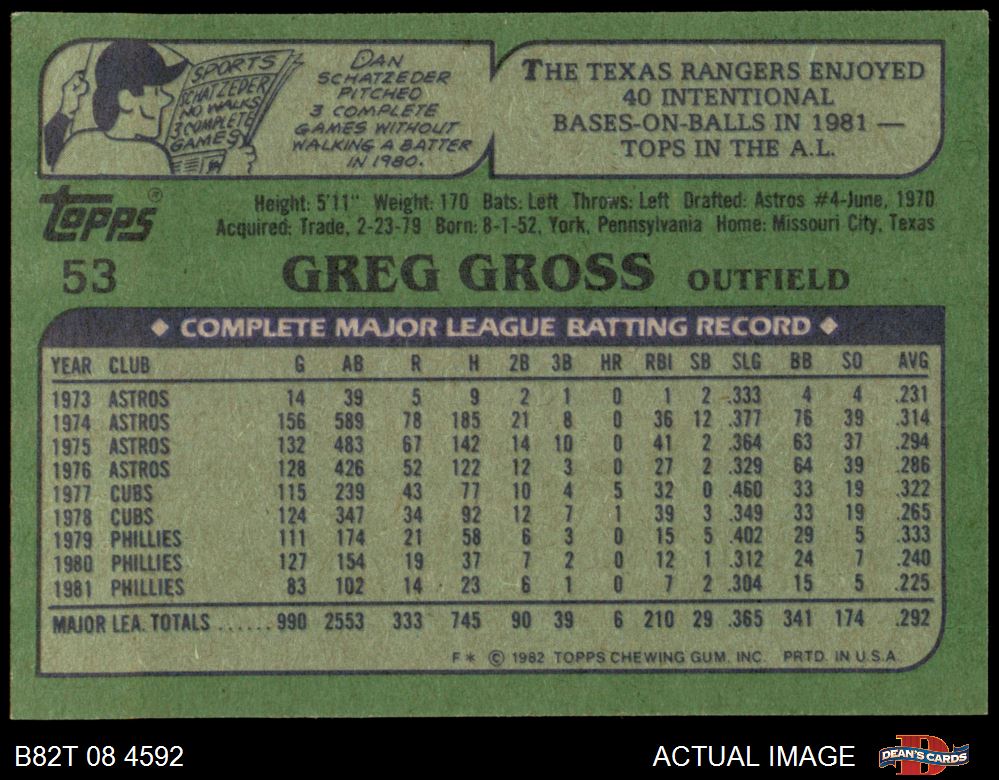 SPORTS
SCHATZEDER
NO WALKS
3 COMPLETE
GAMES
DAN
SCHATZEDER
PITCHED
3 COMPLETE
GAMES WITHOUT
WALKING A BATTER
IN 1980.
THE TEXAS RANGERS ENJOYED
40 INTENTIONAL
BASES-ON-BALLS IN 1981 —
TOPS IN THE A.L.
Topps®
Height: 5'11" Weight: 170 Bats: Left Throws: Left Drafted: Astros #4-June, 1970
Acquired: Trade, 2-23-79 Born: 8-1-52, York, Pennsylvania Home: Missouri City, Texas
53 GREG GROSS OUTFIELD
◆ COMPLETE MAJOR LEAGUE BATTING RECORD ◆
YEAR CLUB G AB R H 2B 3B HR RBI SB SLG BB SO AVG
1973 ASTROS 14 39 5 9 2 1 0 1 2 .333 4 4 .231
1974 ASTROS 156 589 78 185 21 8 0 36 12 .377 76 39 .314
1975 ASTROS 132 483 67 142 14 10 0 41 2 .364 63 37 .294
1976 ASTROS 128 426 52 122 12 3 0 27 2 .329 64 39 .286
1977 CUBS 115 239 43 77 10 4 5 32 0 .460 33 19 .322
1978 CUBS 124 347 34 92 12 7 1 39 3 .349 33 19 .265
1979 PHILLIES 111 174 21 58 6 3 0 15 5 .402 29 5 .333
1980 PHILLIES 127 154 19 37 7 2 0 12 1 .312 24 7 .240
1981 PHILLIES 83 102 14 23 6 1 0 7 2 .304 15 5 .225
MAJOR LEA. TOTALS ...... 990 2553 333 745 90 39 6 210 29 .365 341 174 .292
F* © 1982 TOPPS CHEWING GUM, INC. PRTD. IN U.S.A.
B82T 08 4592
ACTUAL IMAGE
DEAN'S CARDS